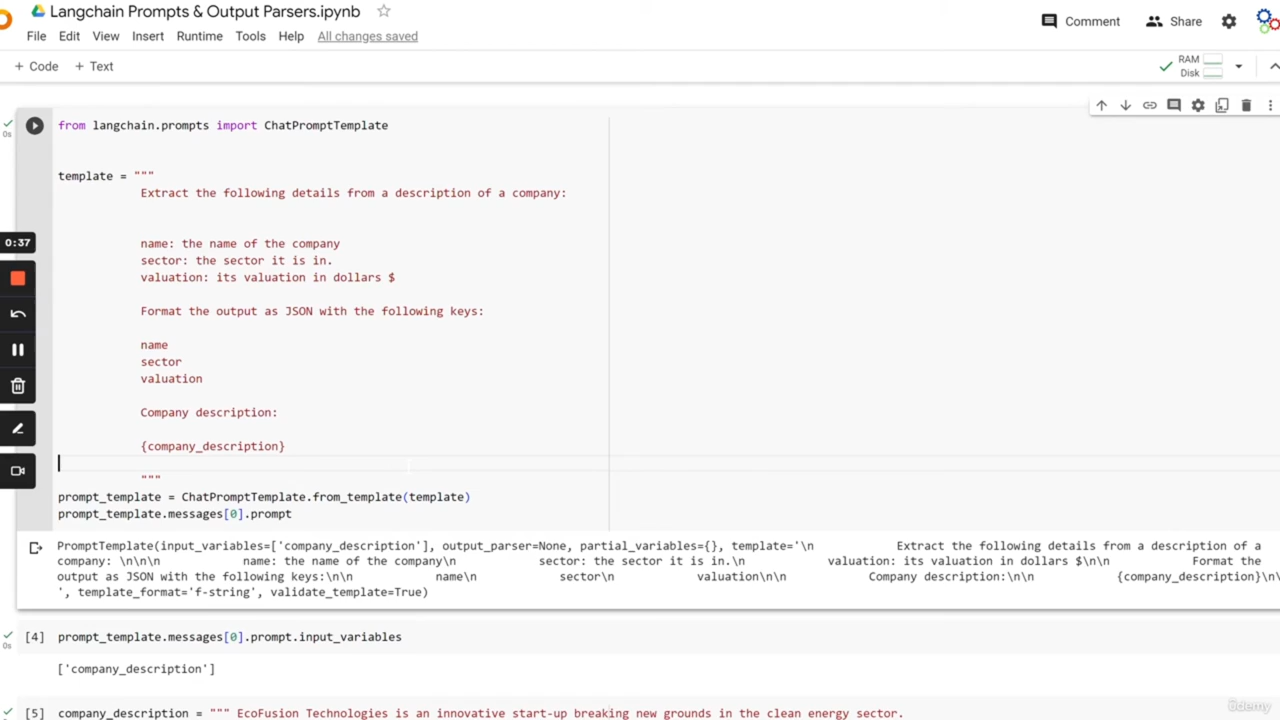 Langchain Prompts & Output Parsers.ipynb
Comment
Share
File Edit View Insert Runtime Tools Help All changes saved
+ Code + Text
RAM
Disk
0s
from langchain.prompts import ChatPromptTemplate
template = """
Extract the following details from a description of a company:
0:37
name: the name of the company
sector: the sector it is in.
valuation: its valuation in dollars $
Format the output as JSON with the following keys:
name
sector
valuation
Company description:
{company_description}
"""
prompt_template = ChatPromptTemplate.from_template(template)
prompt_template.messages[0].prompt
PromptTemplate(input_variables=['company_description'], output_parser=None, partial_variables={}, template='\n Extract the following details from a description of a
company: \n\n\n name: the name of the company\n sector: the sector it is in.\n valuation: its valuation in dollars $\n\n Format the
output as JSON with the following keys:\n\n name\n sector\n valuation\n\n Company description:\n\n {company_description}\n\n
', template_format='f-string', validate_template=True)
[4] prompt_template.messages[0].prompt.input_variables
0s
['company_description']
[5] company_description = """ EcoFusion Technologies is an innovative start-up breaking new grounds in the clean energy sector.
ûdemy